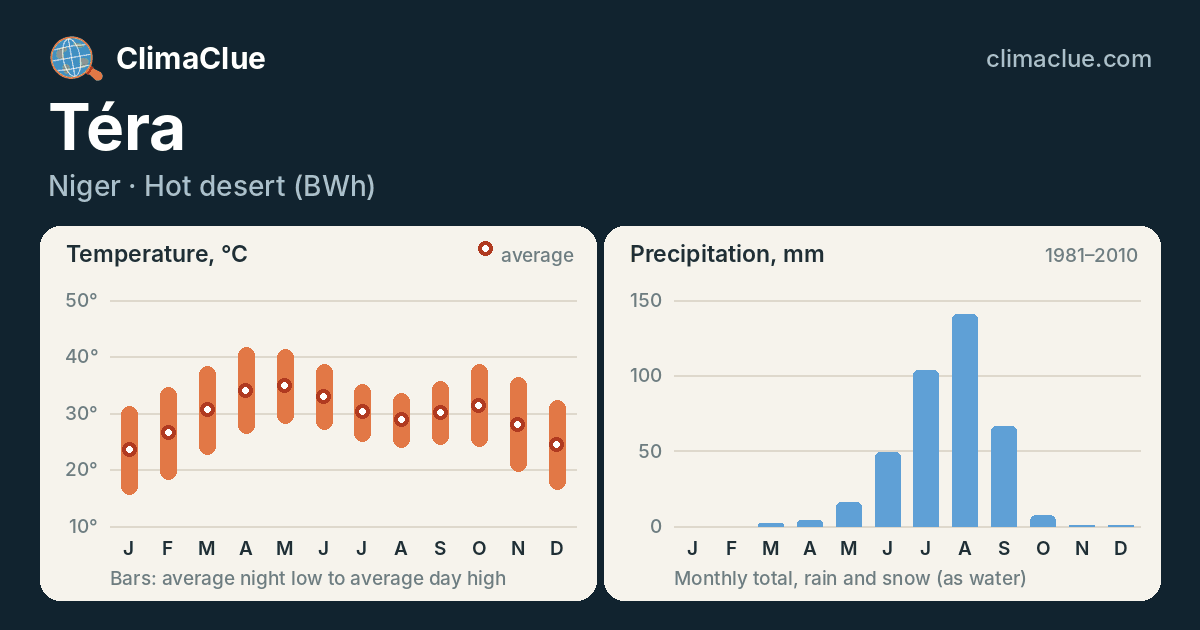 ClimaClue
climaclue.com
Téra
Niger · Hot desert (BWh)
Temperature, °C
average
50°
40°
30°
20°
10°
J F M A M J J A S O N D
Bars: average night low to average day high
Precipitation, mm
1981–2010
150
100
50
0
J F M A M J J A S O N D
Monthly total, rain and snow (as water)